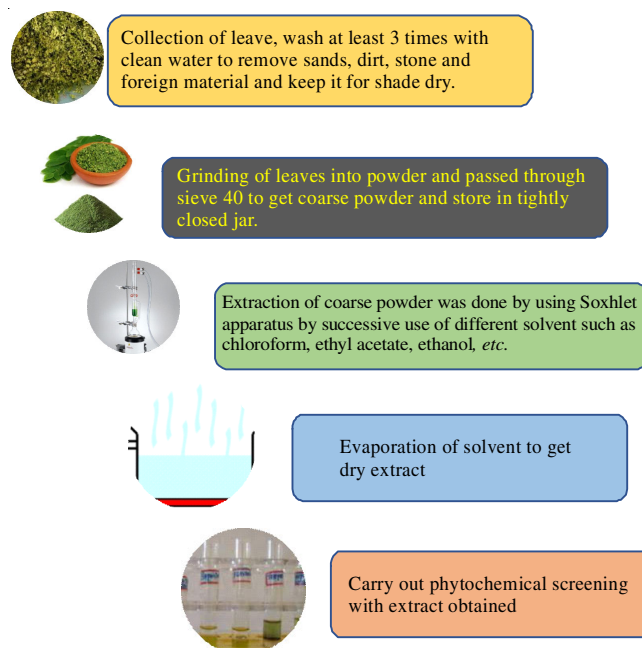 Collection of leave, wash at least 3 times with
clean water to remove sands, dirt, stone and
foreign material and keep it for shade dry.
Grinding of leaves into powder and passed through
sieve 40 to get coarse powder and store in tightly
closed jar.
Extraction of coarse powder was done by using Soxhlet
apparatus by successive use of different solvent such as
chloroform, ethyl acetate, ethanol, etc.
Evaporation of solvent to get
dry extract
Carry out phytochemical screening
with extract obtained